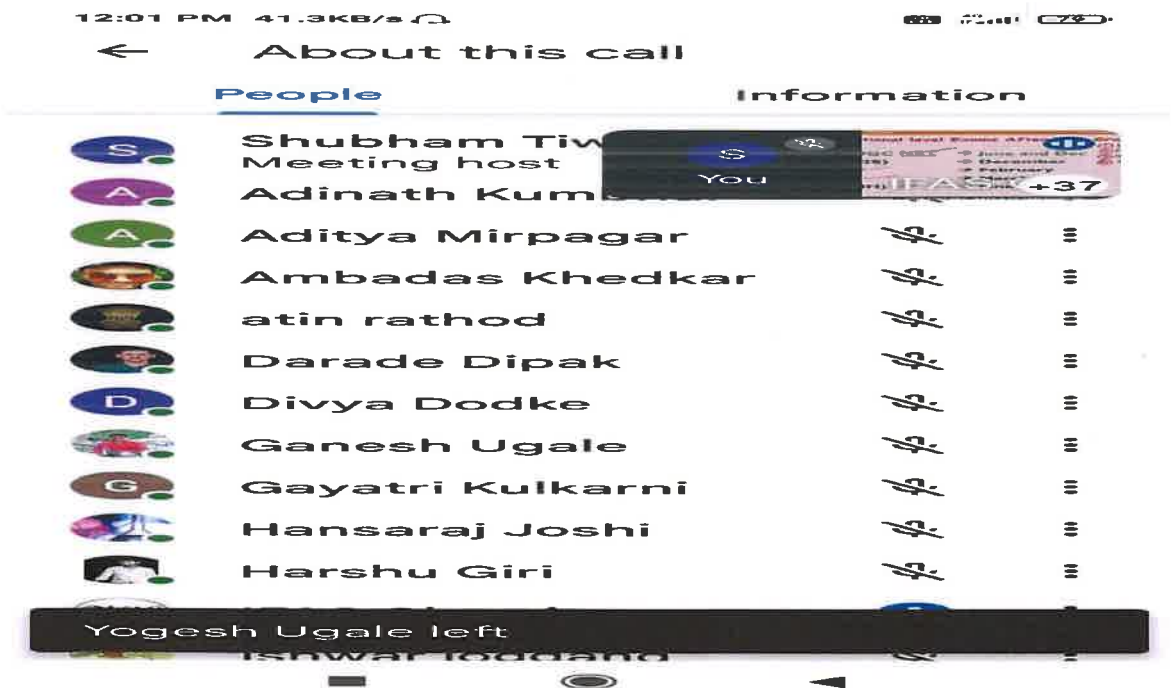 12:01 PM 41.3KB/s
About this call
People
Information
Shubham Tiw
Meeting host
S
You
+37
Adinath Kum
Aditya Mirpagar
Ambadas Khedkar
atin rathod
Darade Dipak
Divya Dodke
Ganesh Ugale
Gayatri Kulkarni
Hansaraj Joshi
Harshu Giri
Yogesh Ugale left